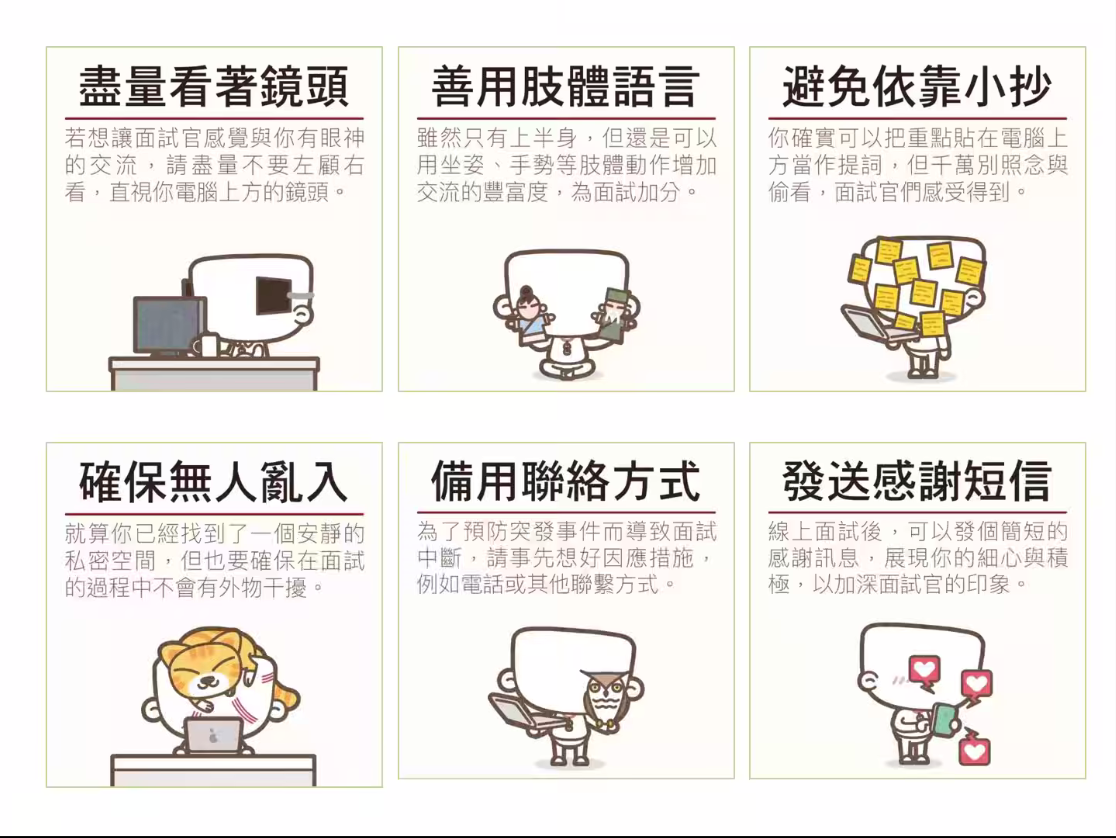 盡量看著鏡頭
若想讓面試官感覺與你有眼神
的交流，請盡量不要左顧右
看，直視你電腦上方的鏡頭。
善用肢體語言
雖然只有上半身，但還是可以
用坐姿、手勢等肢體動作增加
交流的豐富度，為面試加分。
避免依靠小抄
你確實可以把重點貼在電腦上
方當作提詞，但千萬別照念與
偷看，面試官們感受得到。
確保無人亂入
就算你已經找到了一個安靜的
私密空間，但也要確保在面試
的過程中不會有外物干擾。
備用聯絡方式
為了預防突發事件而導致面試
中斷，請事先想好因應措施，
例如電話或其他聯繫方式。
發送感謝短信
線上面試後，可以發個簡短的
感謝訊息，展現你的細心與積
極，以加深面試官的印象。